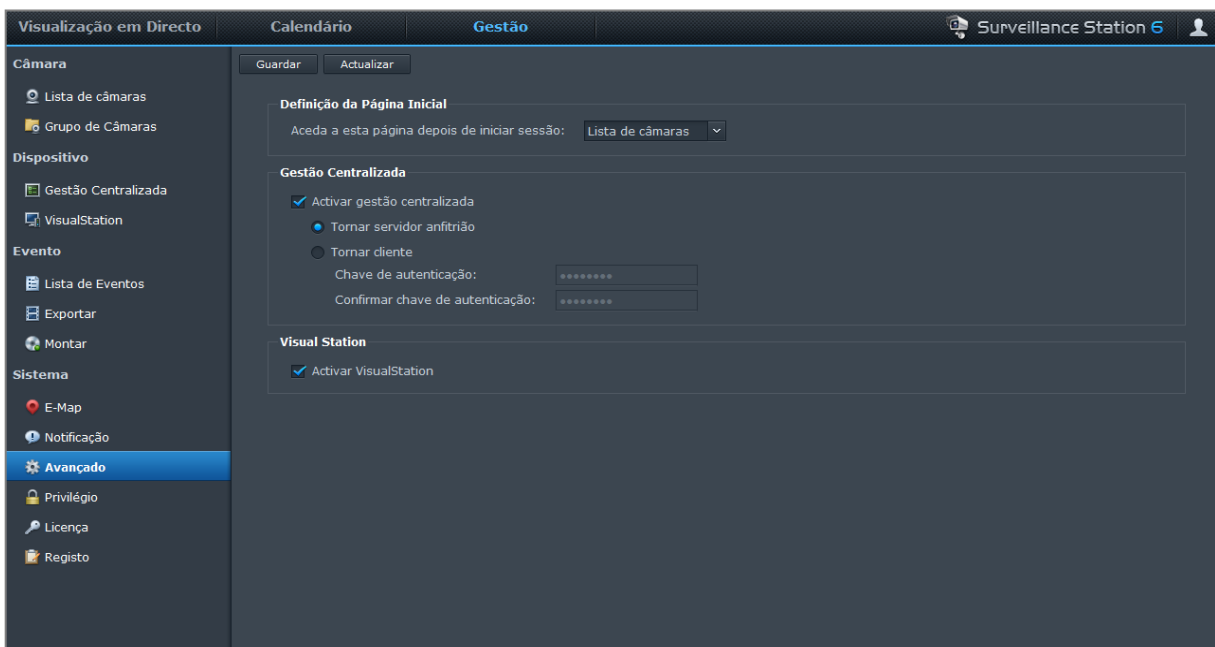 Visualização em Directo
Calendário
Gestão
Surveillance Station 6
Câmara
Lista de câmaras
Grupo de Câmaras
Dispositivo
Gestão Centralizada
VisualStation
Evento
Lista de Eventos
Exportar
Montar
Sistema
E-Map
Notificação
Avançado
Privilégio
Licença
Registo
Guardar
Actualizar
Definição da Página Inicial
Aceda a esta página depois de iniciar sessão: Lista de câmaras
Gestão Centralizada
Activar gestão centralizada
Tornar servidor anfitrião
Tornar cliente
Chave de autenticação: ••••••••
Confirmar chave de autenticação: ••••••••
Visual Station
Activar VisualStation